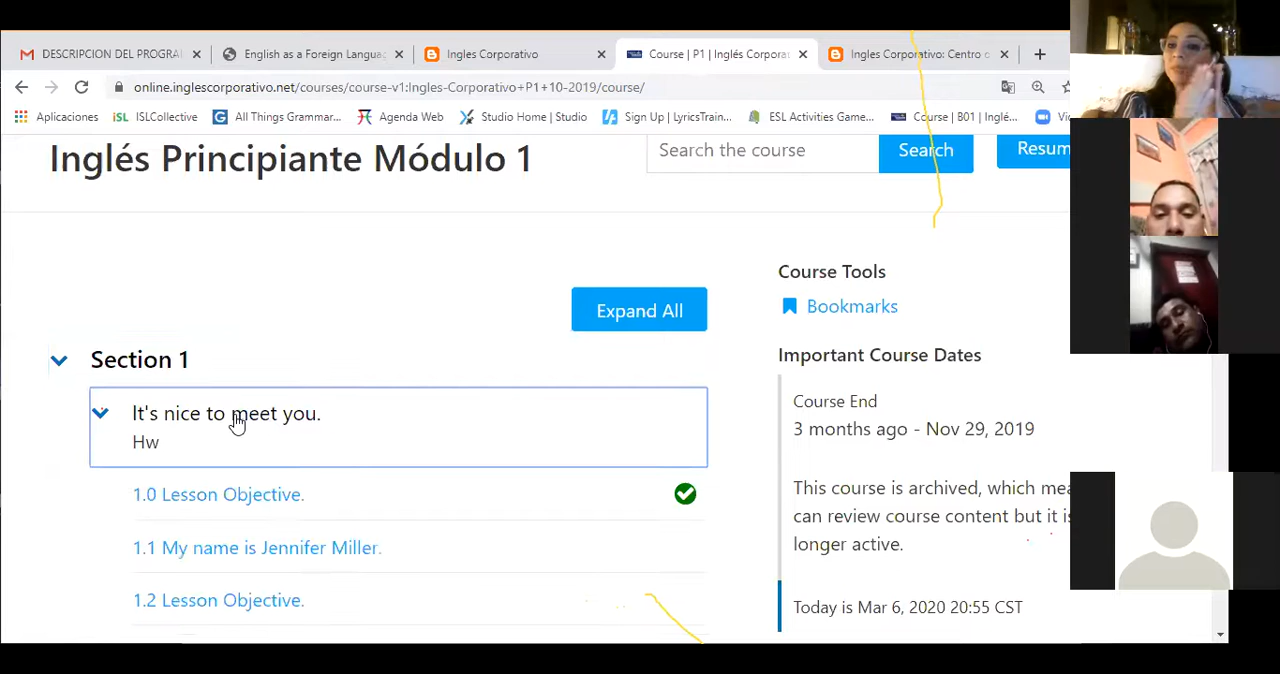 DESCRIPCION DEL PROGRA
English as a Foreign Languag
Ingles Corporativo
Course | P1 | Inglés Corpora
Ingles Corporativo: Centro
online.inglescorporativo.net/courses/course-v1:Ingles-Corporativo+P1+10-2019/course/
Aplicaciones
iSL ISLCollective
All Things Grammar...
Agenda Web
Studio Home | Studio
Sign Up | LyricsTrain...
ESL Activities Game...
Course | B01 | Inglé...
Inglés Principiante Módulo 1
Search the course
Search
Resum
Course Tools
Bookmarks
Expand All
Important Course Dates
Section 1
Course End
3 months ago - Nov 29, 2019
It's nice to meet you.
Hw
1.0 Lesson Objective.
This course is archived, which mea
can review course content but it is
longer active.
1.1 My name is Jennifer Miller.
1.2 Lesson Objective.
Today is Mar 6, 2020 20:55 CST